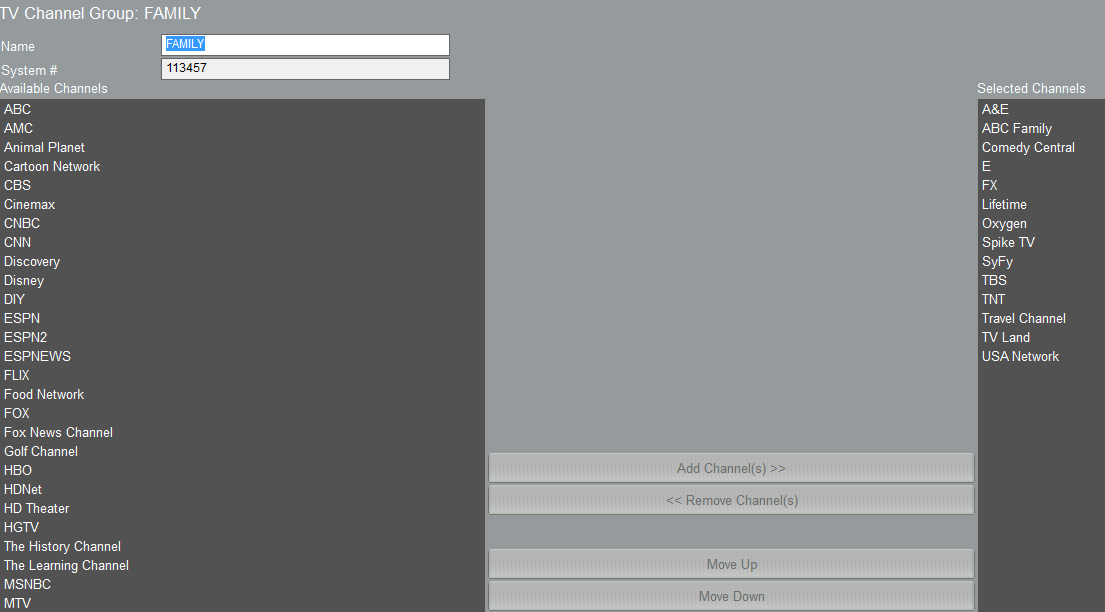 TV Channel Group: FAMILY
Name
FAMILY
System #
113457
Available Channels
ABC
AMC
Animal Planet
Cartoon Network
CBS
Cinemax
CNBC
CNN
Discovery
Disney
DIY
ESPN
ESPN2
ESPNEWS
FLIX
Food Network
FOX
Fox News Channel
Golf Channel
HBO
HDNet
HD Theater
HGTV
The History Channel
The Learning Channel
MSNBC
MTV
Add Channel(s) >>
<< Remove Channel(s)
Move Up
Move Down
Selected Channels
A&E
ABC Family
Comedy Central
E
FX
Lifetime
Oxygen
Spike TV
SyFy
TBS
TNT
Travel Channel
TV Land
USA Network